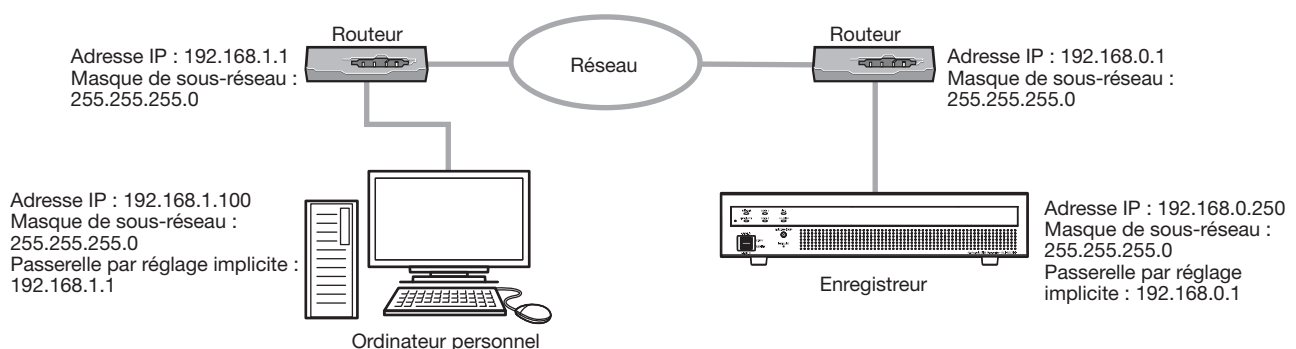 Routeur
Adresse IP : 192.168.1.1
Masque de sous-réseau :
255.255.255.0
Réseau
Routeur
Adresse IP : 192.168.0.1
Masque de sous-réseau :
255.255.255.0
Adresse IP : 192.168.1.100
Masque de sous-réseau :
255.255.255.0
Passerelle par réglage implicite :
192.168.1.1
Ordinateur personnel
Enregistreur
Adresse IP : 192.168.0.250
Masque de sous-réseau :
255.255.255.0
Passerelle par réglage
implicite : 192.168.0.1